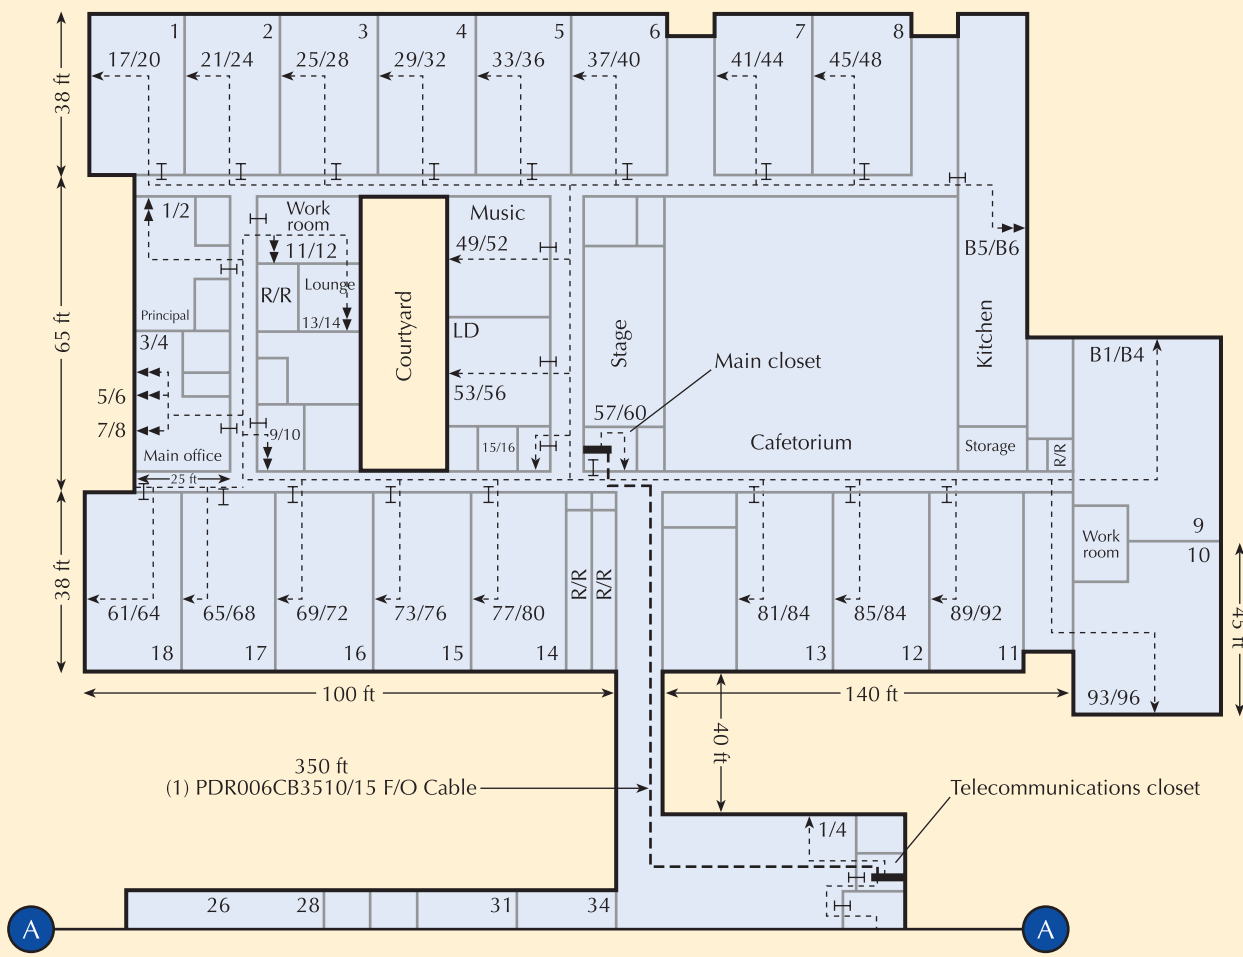 1
2
3
4
5
6
7
8
17/20
21/24
25/28
29/32
33/36
37/40
41/44
45/48
38 ft
1/2
Work
room
11/12
Music
49/52
B5/B6
R/R
Lounge
13/14
Principal
3/4
Courtyard
LD
Stage
Kitchen
65 ft
Main closet
B1/B4
5/6
53/56
57/60
7/8
9/10
15/16
Cafetorium
Storage
R/R
Main office
25 ft
9
10
Work
room
38 ft
R/R
R/R
61/64
65/68
69/72
73/76
77/80
81/84
85/84
89/92
45 ft
18
17
16
15
14
13
12
11
93/96
100 ft
140 ft
40 ft
350 ft
(1) PDR006CB3510/15 F/O Cable
Telecommunications closet
1/4
26
28
31
34
A
A